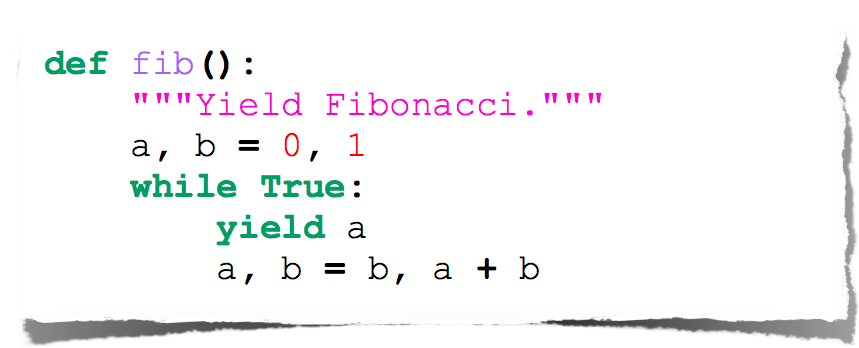 def fib():
    """Yield Fibonacci."""
    a, b = 0, 1
    while True:
        yield a
        a, b = b, a + b